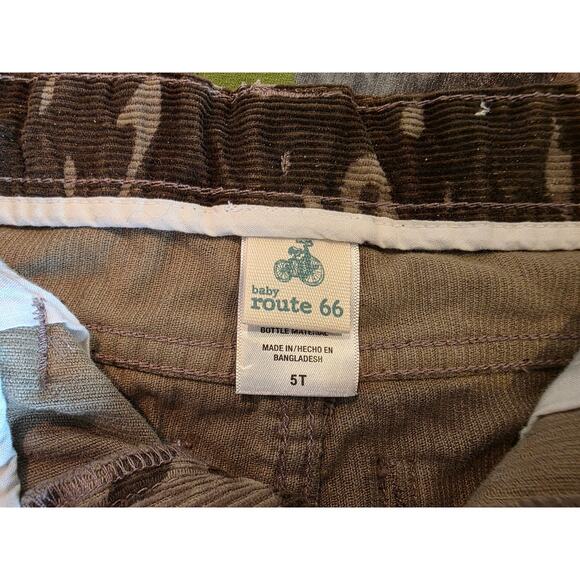 baby
route 66
BOTTLE MATERIAL
MADE IN/HECHO EN
BANGLADESH
5T